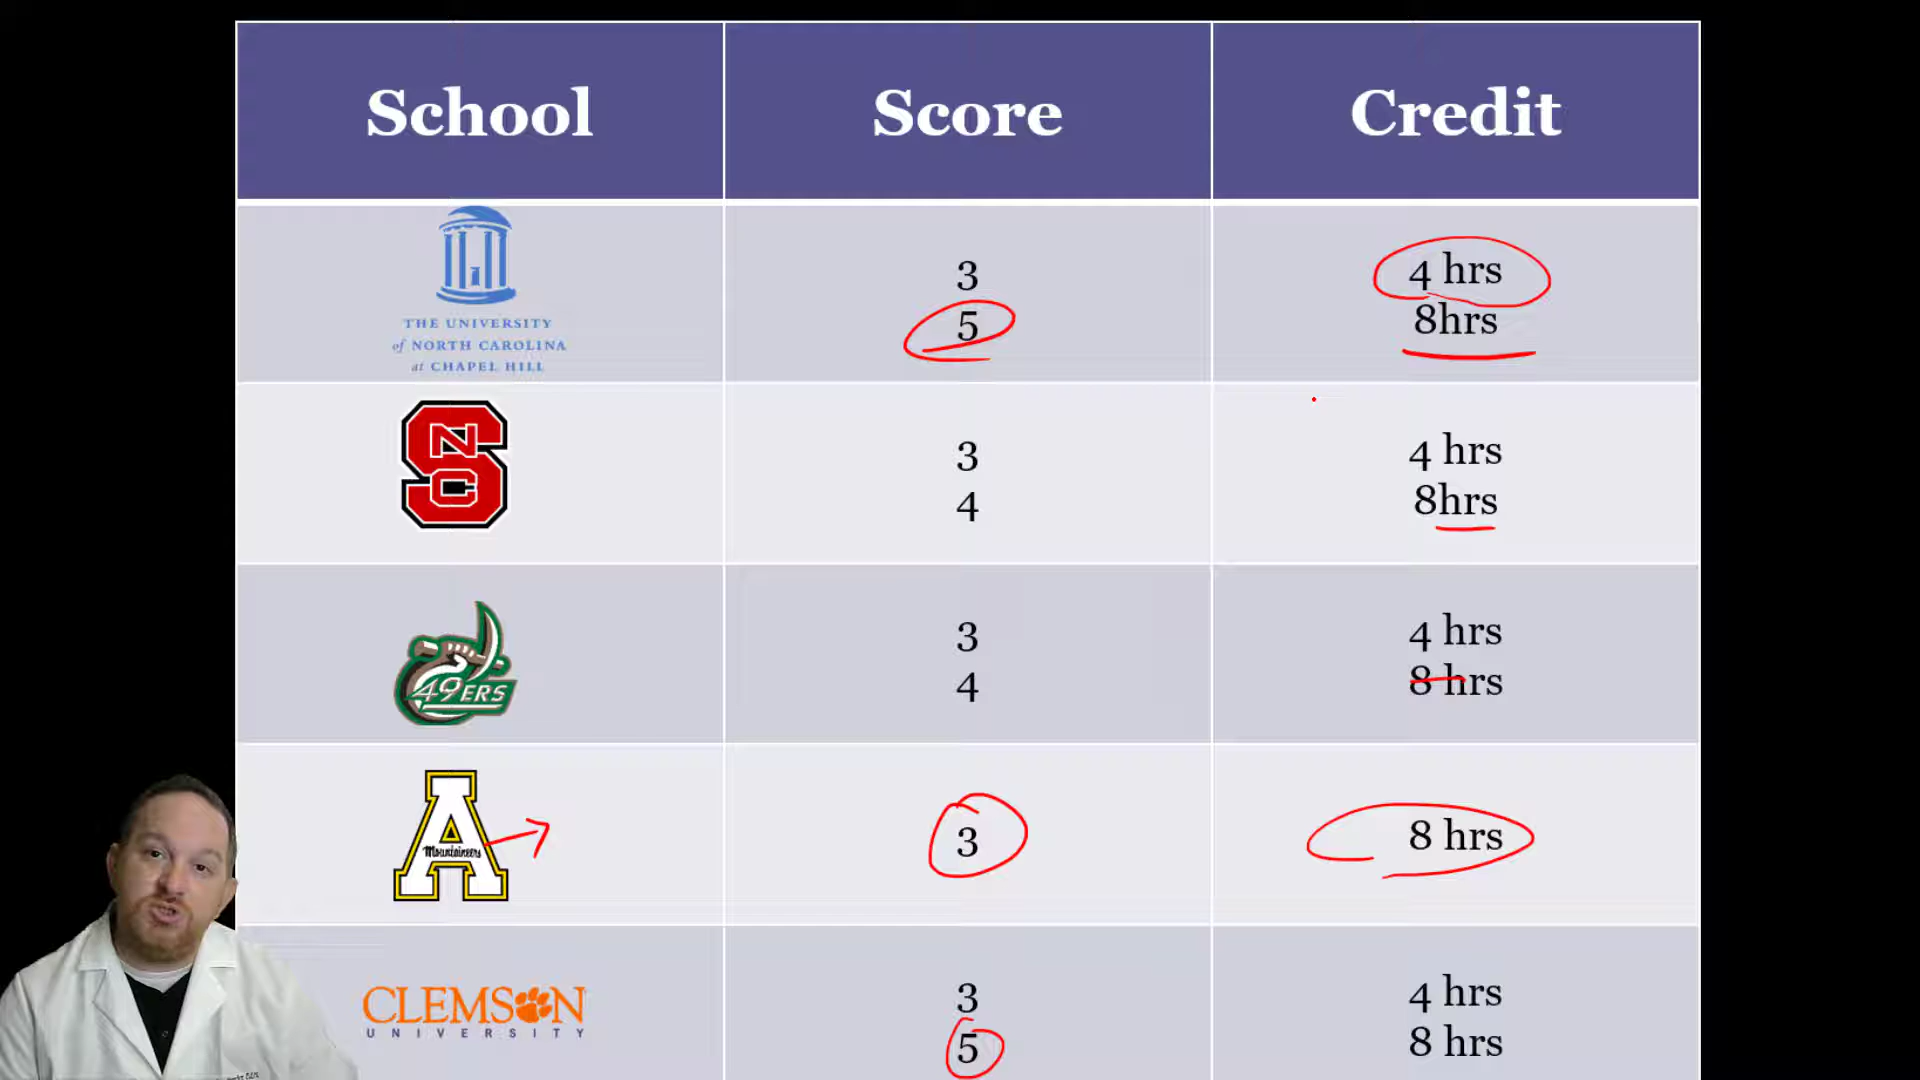 School Score Credit
THE UNIVERSITY
of NORTH CAROLINA
at CHAPEL HILL
3
5
4 hrs
8hrs
NC
S
3
4
4 hrs
8hrs
49ERS
3
4
4 hrs
8 hrs
A
Mountaineers
3
8 hrs
CLEMSON
UNIVERSITY
3
5
4 hrs
8 hrs